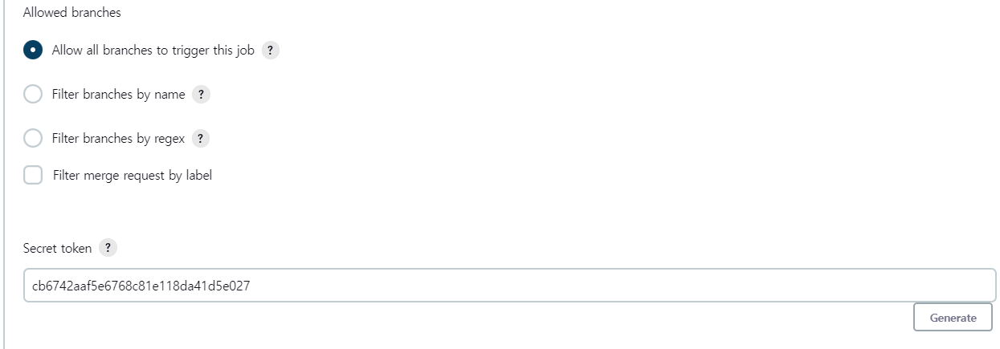 Allowed branches
Allow all branches to trigger this job ?
Filter branches by name ?
Filter branches by regex ?
Filter merge request by label
Secret token ?
cb6742aaf5e6768c81e118da41d5e027
Generate